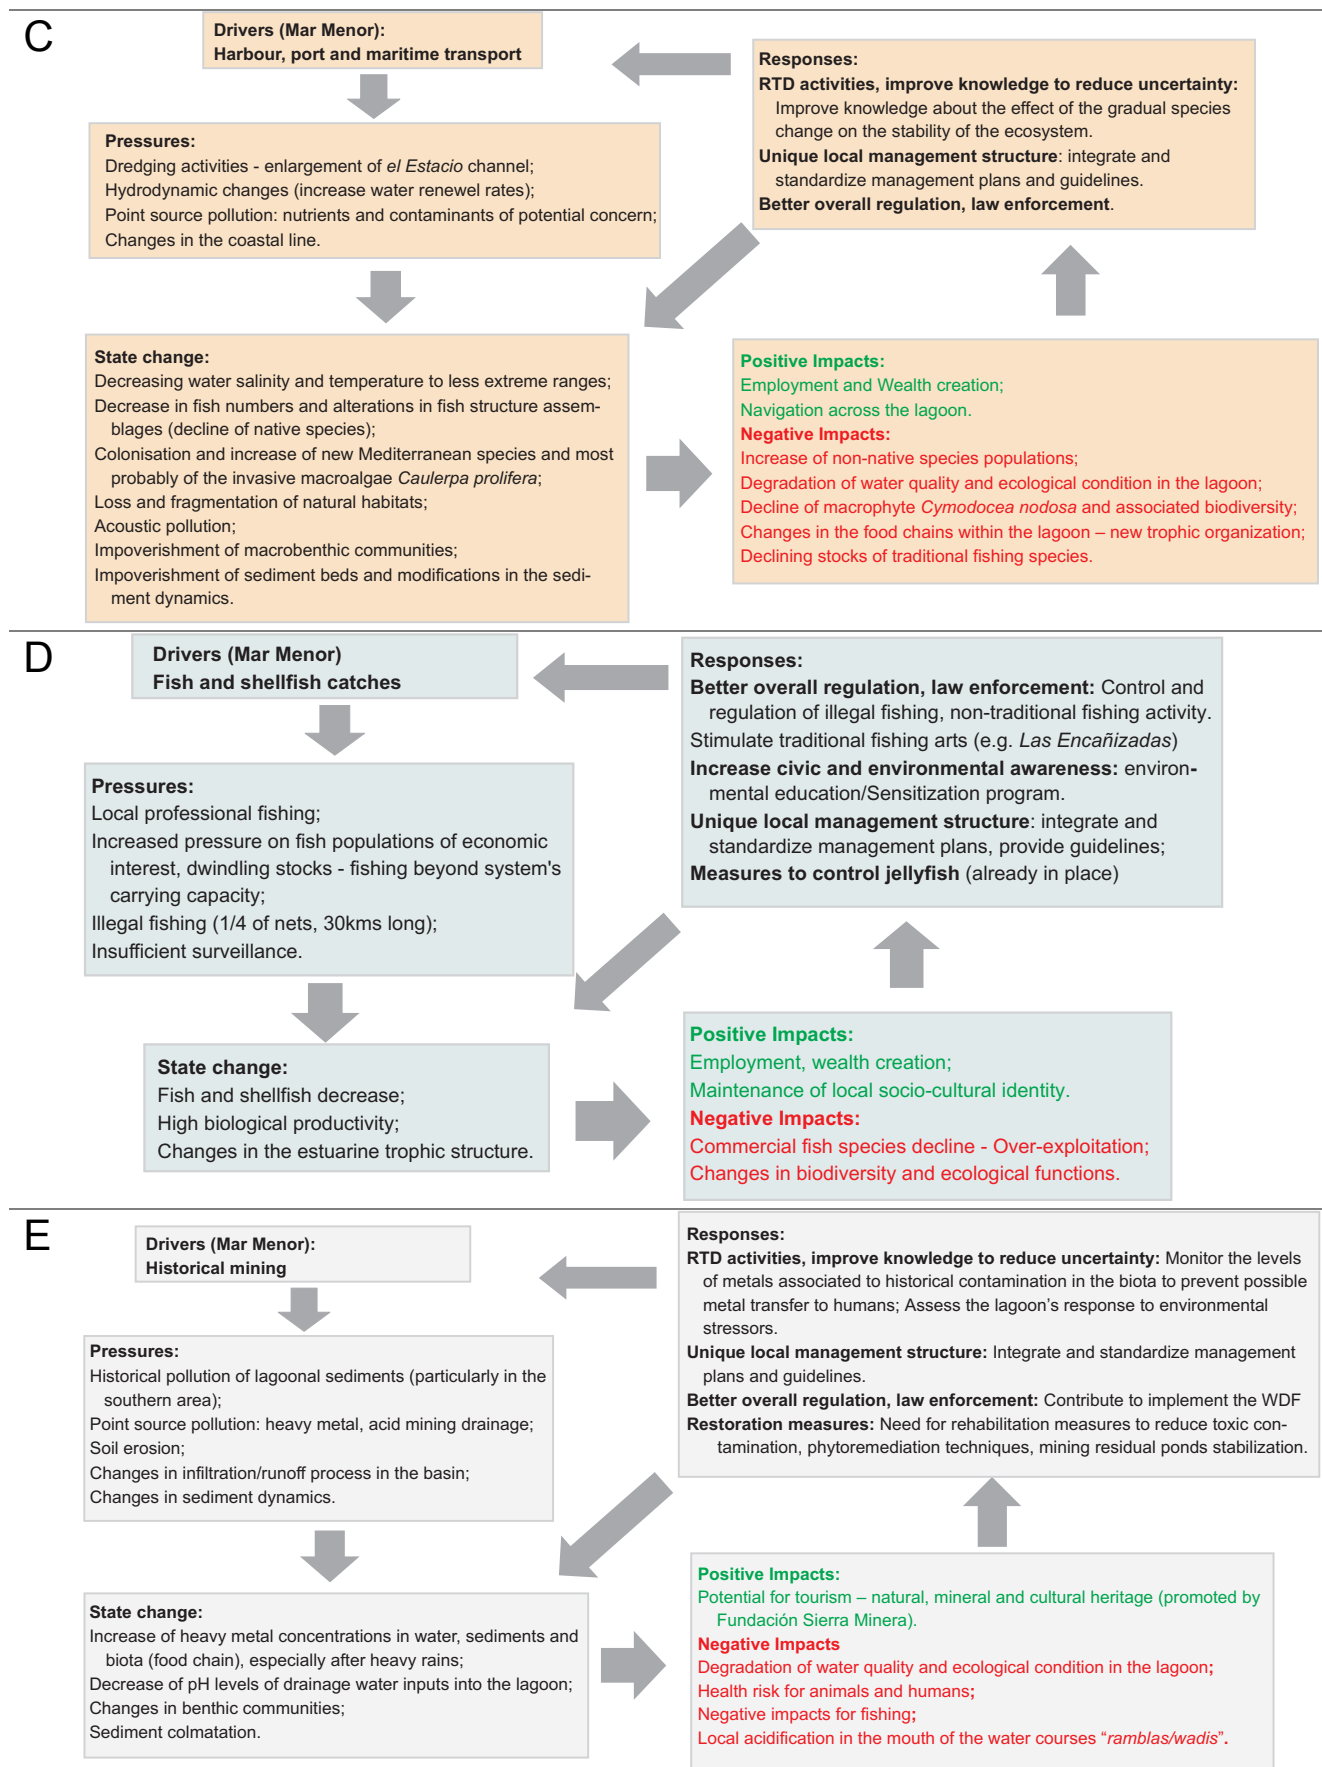 C
Drivers (Mar Menor):
Harbour, port and maritime transport
Pressures:
Dredging activities - enlargement of el Estacio channel;
Hydrodynamic changes (increase water renewel rates);
Point source pollution: nutrients and contaminants of potential concern;
Changes in the coastal line.
State change:
Decreasing water salinity and temperature to less extreme ranges;
Decrease in fish numbers and alterations in fish structure assem-
blages (decline of native species);
Colonisation and increase of new Mediterranean species and most
probably of the invasive macroalgae Caulerpa prolifera;
Loss and fragmentation of natural habitats;
Acoustic pollution;
Impoverishment of macrobenthic communities;
Impoverishment of sediment beds and modifications in the sedi-
ment dynamics.
Responses:
RTD activities, improve knowledge to reduce uncertainty:
Improve knowledge about the effect of the gradual species
change on the stability of the ecosystem.
Unique local management structure: integrate and
standardize management plans and guidelines.
Better overall regulation, law enforcement.
Positive Impacts:
Employment and Wealth creation;
Navigation across the lagoon.
Negative Impacts:
Increase of non-native species populations;
Degradation of water quality and ecological condition in the lagoon;
Decline of macrophyte Cymodocea nodosa and associated biodiversity;
Changes in the food chains within the lagoon – new trophic organization;
Declining stocks of traditional fishing species.
D
Drivers (Mar Menor)
Fish and shellfish catches
Pressures:
Local professional fishing;
Increased pressure on fish populations of economic
interest, dwindling stocks - fishing beyond system's
carrying capacity;
Illegal fishing (1/4 of nets, 30kms long);
Insufficient surveillance.
State change:
Fish and shellfish decrease;
High biological productivity;
Changes in the estuarine trophic structure.
Responses:
Better overall regulation, law enforcement: Control and
regulation of illegal fishing, non-traditional fishing activity.
Stimulate traditional fishing arts (e.g. Las Encañizadas)
Increase civic and environmental awareness: environ-
mental education/Sensitization program.
Unique local management structure: integrate and
standardize management plans, provide guidelines;
Measures to control jellyfish (already in place)
Positive Impacts:
Employment, wealth creation;
Maintenance of local socio-cultural identity.
Negative Impacts:
Commercial fish species decline - Over-exploitation;
Changes in biodiversity and ecological functions.
E
Drivers (Mar Menor):
Historical mining
Pressures:
Historical pollution of lagoonal sediments (particularly in the
southern area);
Point source pollution: heavy metal, acid mining drainage;
Soil erosion;
Changes in infiltration/runoff process in the basin;
Changes in sediment dynamics.
State change:
Increase of heavy metal concentrations in water, sediments and
biota (food chain), especially after heavy rains;
Decrease of pH levels of drainage water inputs into the lagoon;
Changes in benthic communities;
Sediment colmatation.
Responses:
RTD activities, improve knowledge to reduce uncertainty: Monitor the levels
of metals associated to historical contamination in the biota to prevent possible
metal transfer to humans; Assess the lagoon's response to environmental
stressors.
Unique local management structure: Integrate and standardize management
plans and guidelines.
Better overall regulation, law enforcement: Contribute to implement the WDF
Restoration measures: Need for rehabilitation measures to reduce toxic con-
tamination, phytoremediation techniques, mining residual ponds stabilization.
Positive Impacts:
Potential for tourism – natural, mineral and cultural heritage (promoted by
Fundación Sierra Minera).
Negative Impacts
Degradation of water quality and ecological condition in the lagoon;
Health risk for animals and humans;
Negative impacts for fishing;
Local acidification in the mouth of the water courses “ramblas/wadis”.